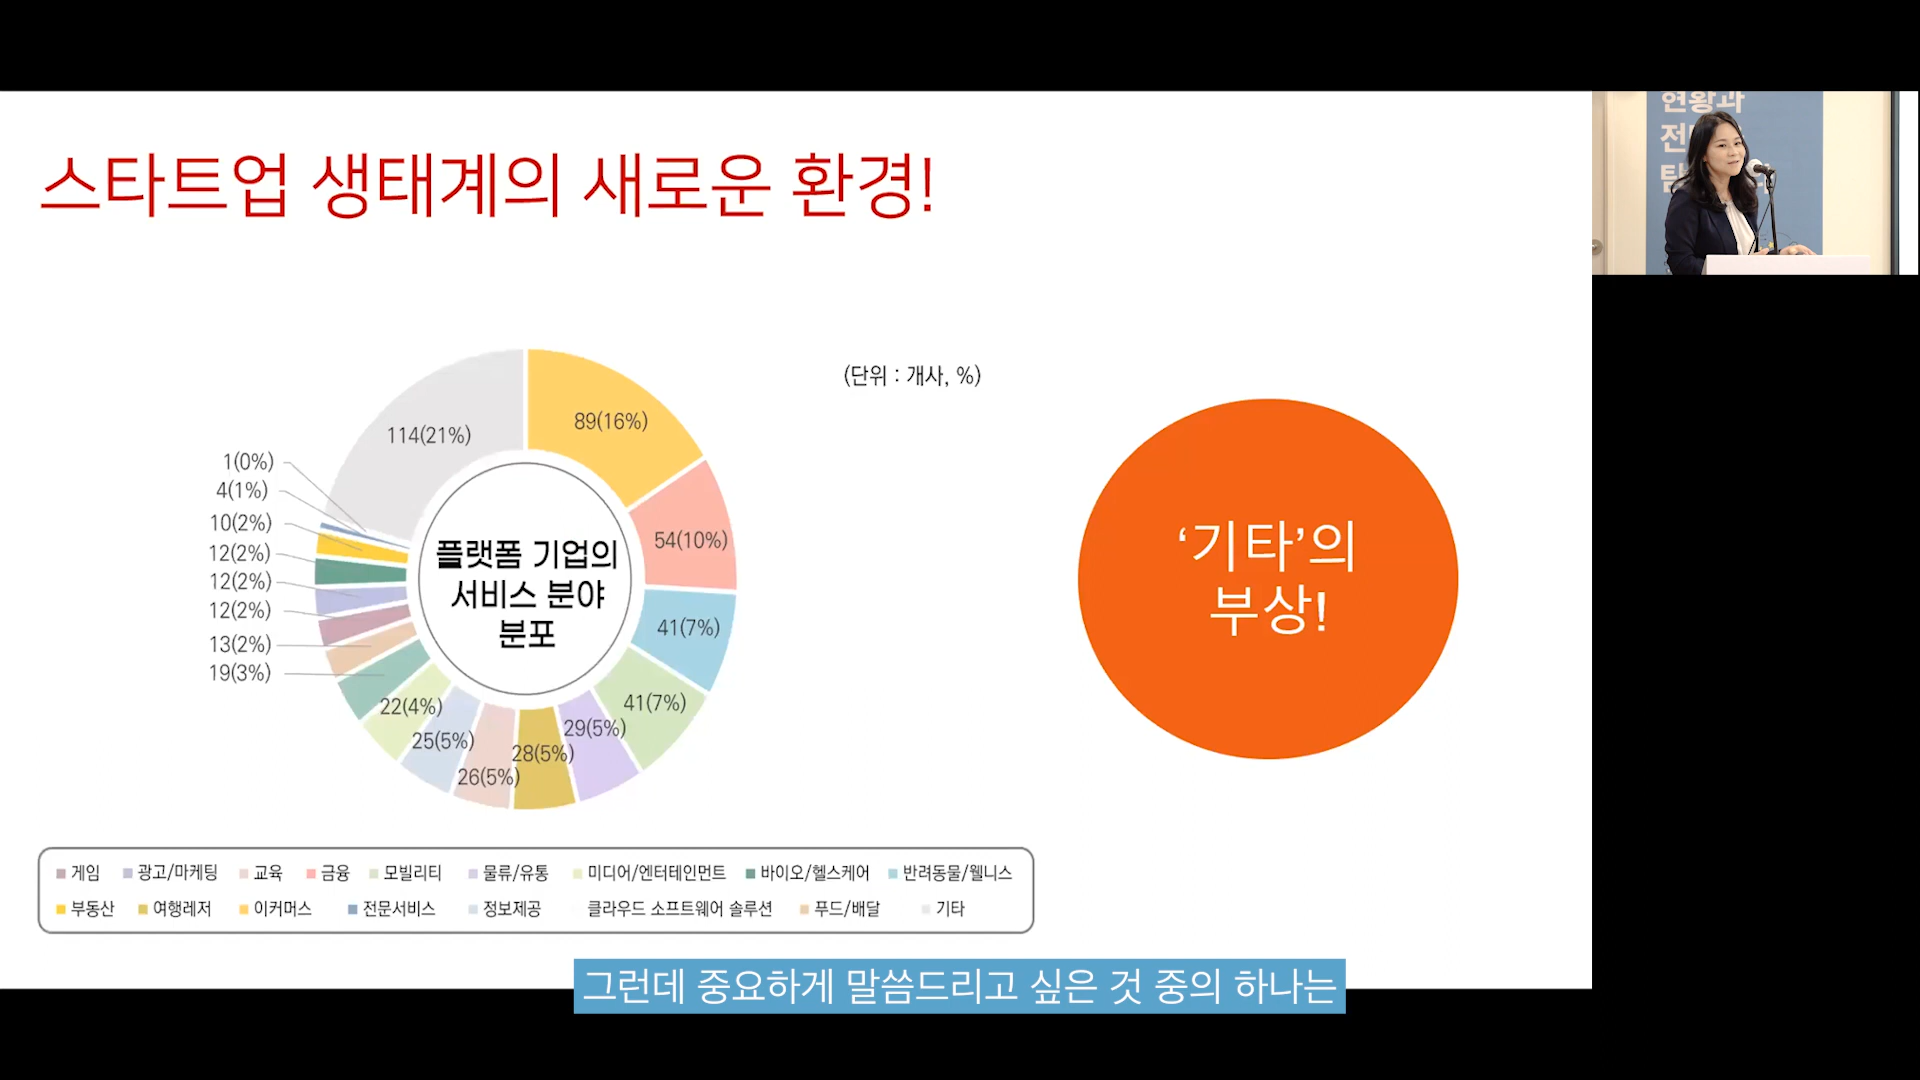 스타트업 생태계의 새로운 환경!
현황과
(단위 : 개사, %)
114(21%)
89(16%)
54(10%)
41(7%)
41(7%)
29(5%)
28(5%)
26(5%)
25(5%)
22(4%)
19(3%)
13(2%)
12(2%)
12(2%)
12(2%)
10(2%)
4(1%)
1(0%)
플랫폼 기업의
서비스 분야
분포
‘기타’의
부상!
게임 광고/마케팅 교육 금융 모빌리티 물류/유통 미디어/엔터테인먼트 바이오/헬스케어 반려동물/웰니스
부동산 여행레저 이커머스 전문서비스 정보제공 클라우드 소프트웨어 솔루션 푸드/배달 기타
그런데 중요하게 말씀드리고 싶은 것 중의 하나는